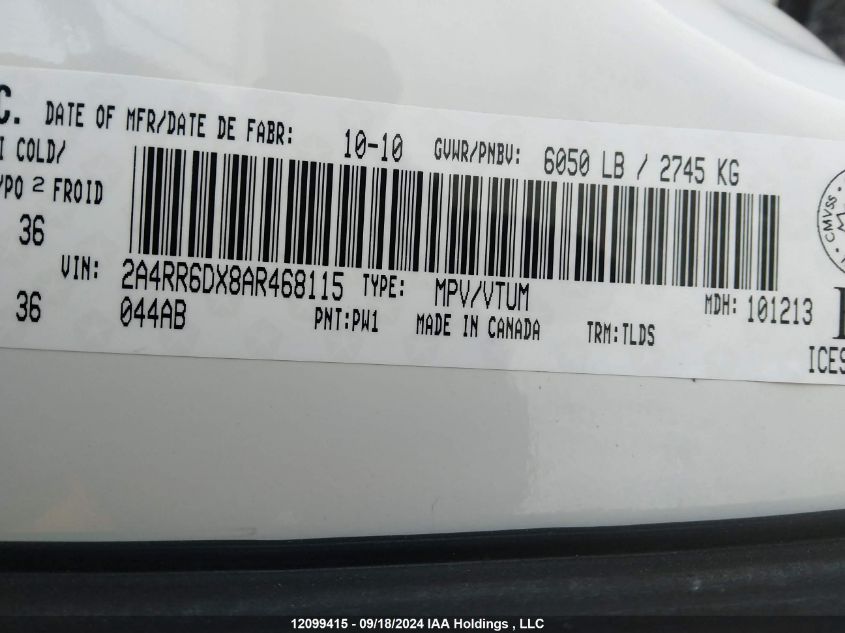 C. DATE OF MFR/DATE DE FABR: 10-10 GVWR/PNBV: 6050 LB / 2745 KG
I COLD/
/PO 2 FROID
36
VIN: 2A4RR6DX8AR468115 TYPE: MPV/VTUM MDH: 101213
36 044AB PNT:PW1 MADE IN CANADA TRM:TLDS
ICES
CMVSS
12099415 - 09/18/2024 IAA Holdings , LLC